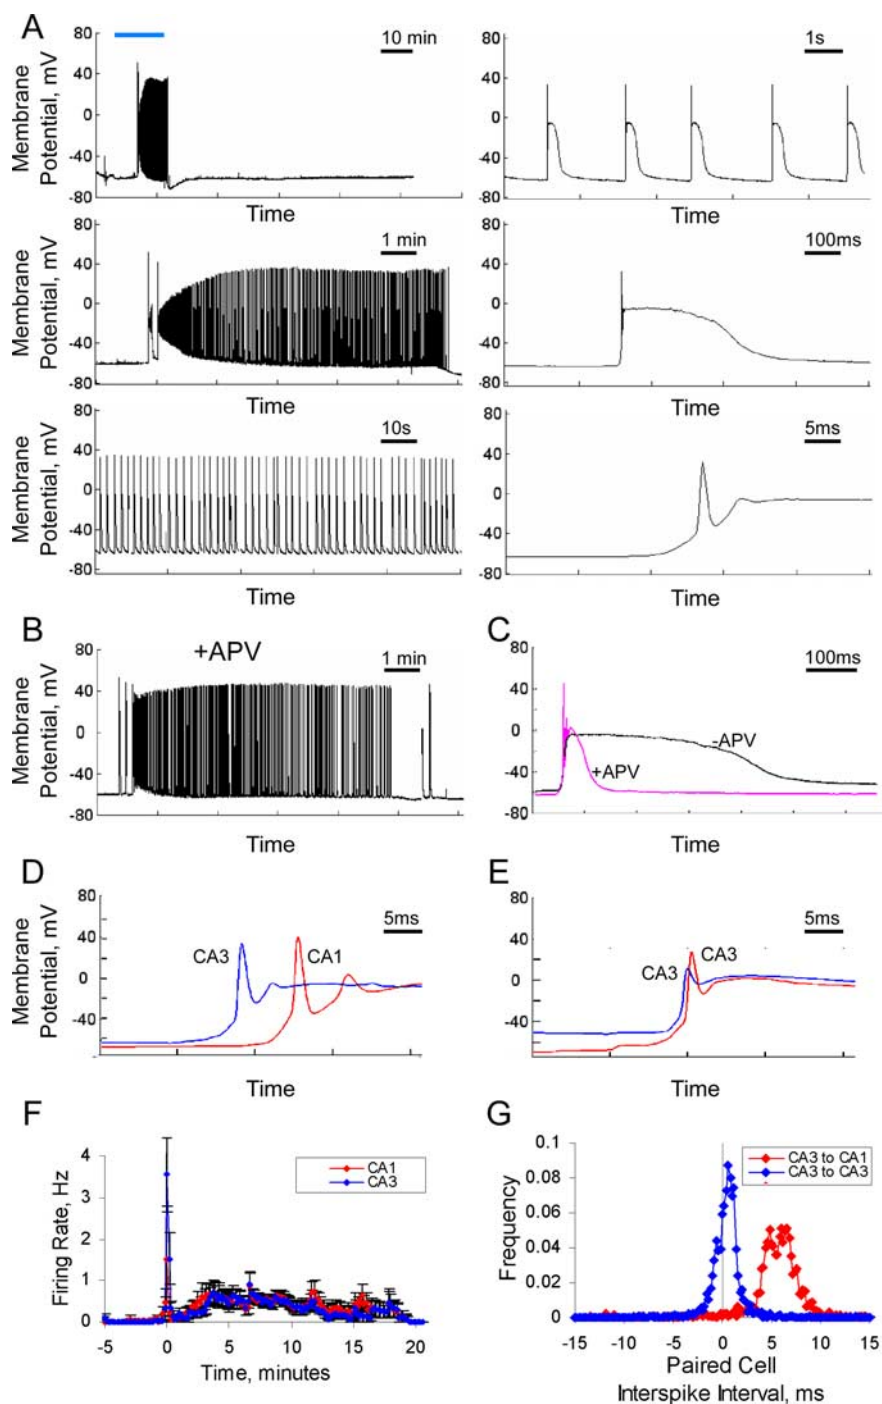 A
10 min
1s
Membrane
Potential, mV
80
40
0
-40
-80
80
40
0
-40
-80
Time
Time
1 min
100ms
Membrane
Potential, mV
80
40
0
-40
-80
80
40
0
-40
-80
Time
Time
10s
5ms
Membrane
Potential, mV
80
40
0
-40
-80
80
40
0
-40
-80
Time
Time
B
+APV
1 min
C
100ms
Membrane
Potential, mV
80
40
0
-40
-80
80
40
0
-40
-80
-APV
+APV
Time
Time
D
5ms
E
5ms
Membrane
Potential, mV
80
40
0
-40
80
40
0
-40
CA3
CA1
CA3
CA3
Time
Time
F
Firing Rate, Hz
4
3
2
1
0
CA1
CA3
-5
0
5
10
15
20
Time, minutes
G
Frequency
0.1
0.08
0.06
0.04
0.02
0
CA3 to CA1
CA3 to CA3
-15
-10
-5
0
5
10
15
Paired Cell
Interspike Interval, ms